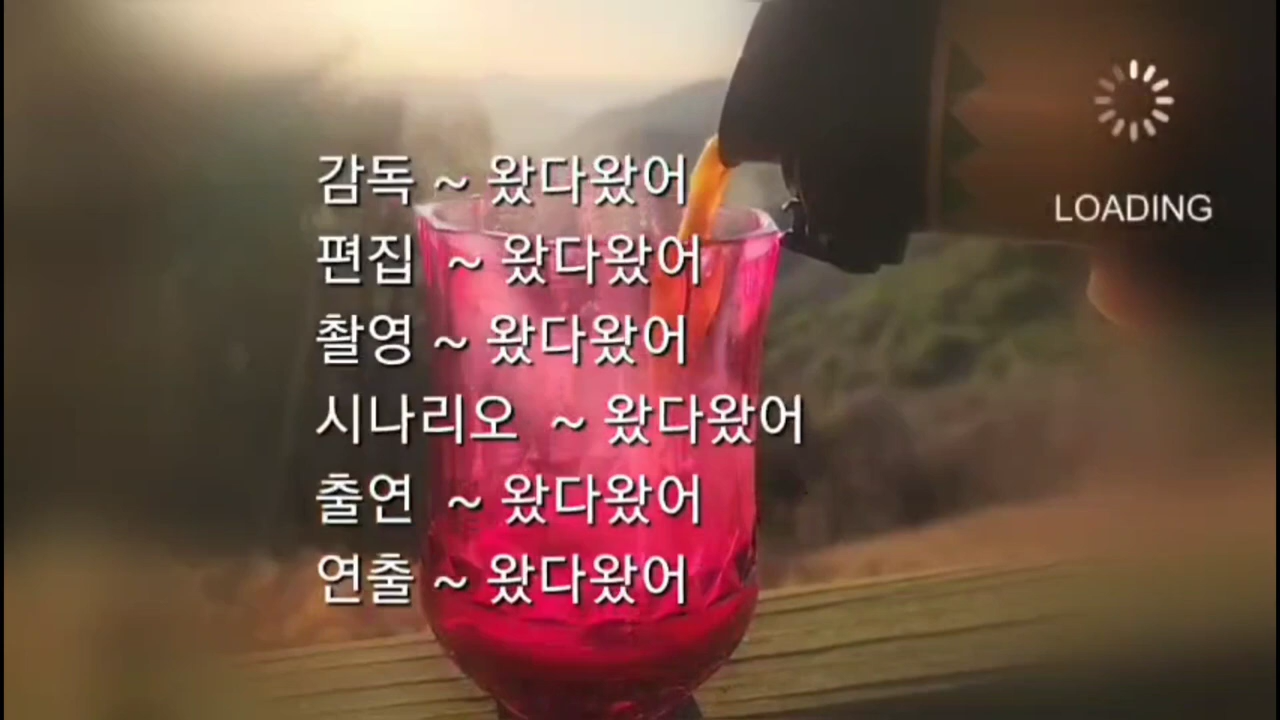 감독 ~ 왔다왔어
LOADING
편집 ~ 왔다왔어
촬영 ~ 왔다왔어
시나리오 ~ 왔다왔어
출연 ~ 왔다왔어
연출 ~ 왔다왔어